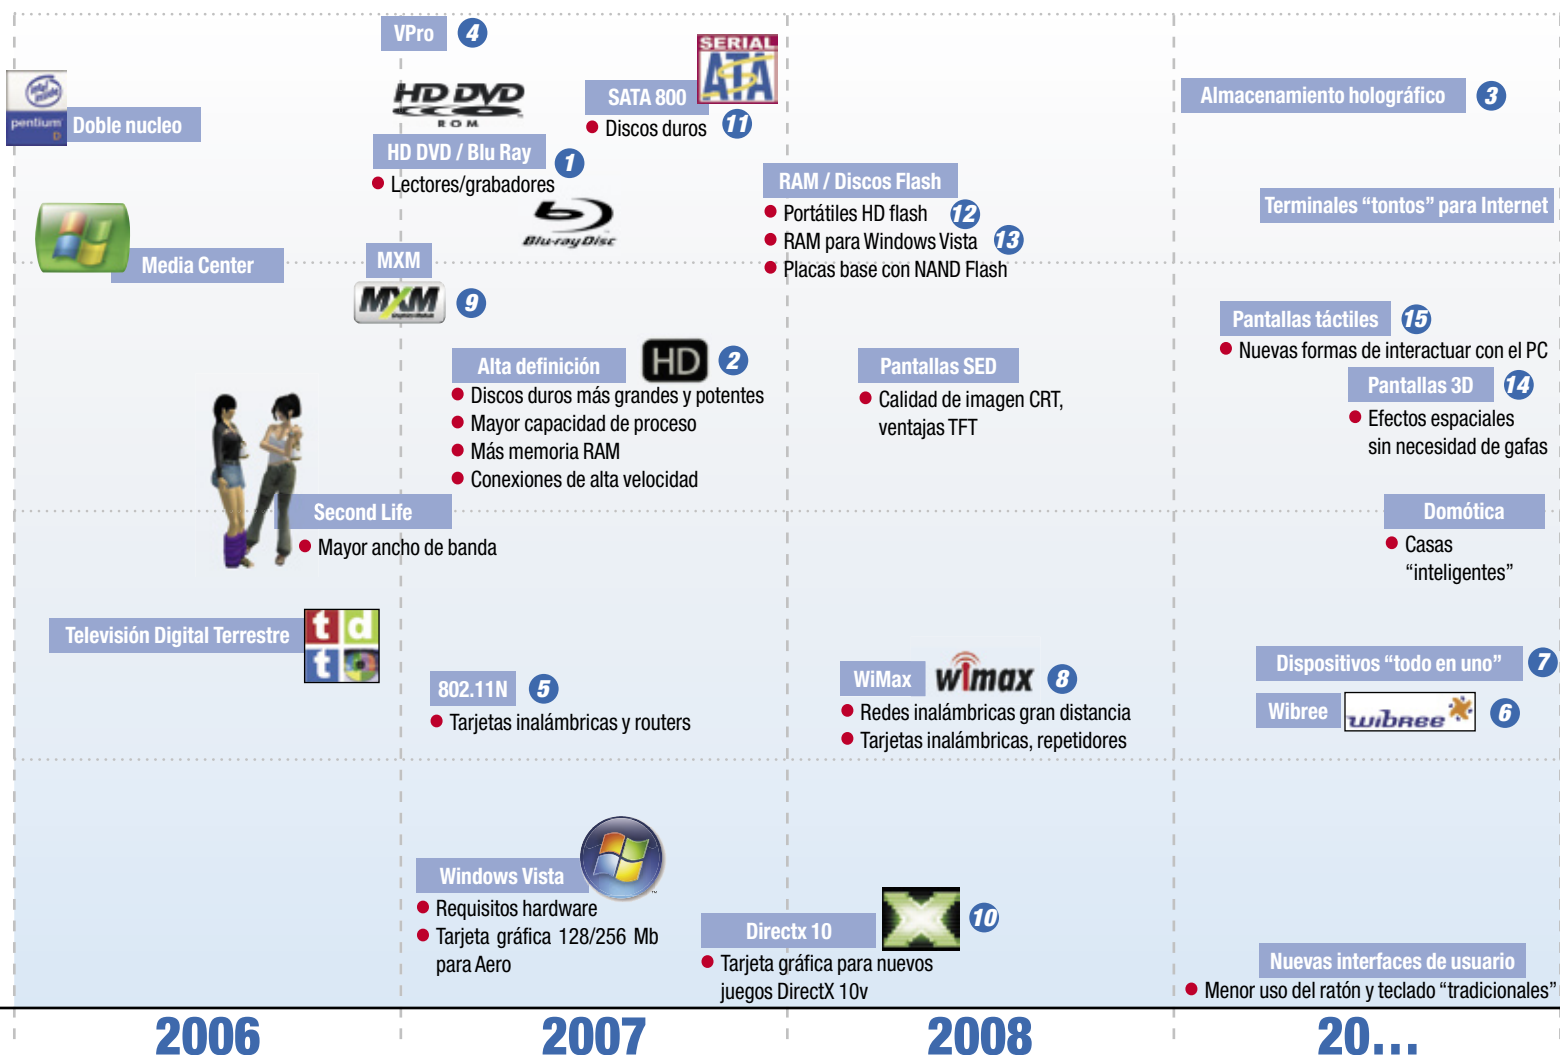 VPro 4
SERIAL
ATA
intel
inside
pentium
D
Doble nucleo
HD DVD
ROM
HD DVD / Blu Ray 1
Lectores/grabadores
SATA 800
Discos duros 11
Blu-ray Disc
Almacenamiento holográfico 3
RAM / Discos Flash
Portátiles HD flash 12
RAM para Windows Vista 13
Placas base con NAND Flash
Terminales “tontos” para Internet
Media Center
MXM
MXM 9
Alta definición HD 2
Discos duros más grandes y potentes
Mayor capacidad de proceso
Más memoria RAM
Conexiones de alta velocidad
Pantallas SED
Calidad de imagen CRT,
ventajas TFT
Pantallas táctiles 15
Nuevas formas de interactuar con el PC
Pantallas 3D 14
Efectos espaciales
sin necesidad de gafas
Second Life
Mayor ancho de banda
Domótica
Casas
“inteligentes”
Televisión Digital Terrestre
td
t
802.11N 5
Tarjetas inalámbricas y routers
WiMax wimax 8
Redes inalámbricas gran distancia
Tarjetas inalámbricas, repetidores
Dispositivos “todo en uno” 7
Wibree wibree 6
Windows Vista
Requisitos hardware
Tarjeta gráfica 128/256 Mb
para Aero
Directx 10 10
Tarjeta gráfica para nuevos
juegos DirectX 10v
Nuevas interfaces de usuario
Menor uso del ratón y teclado “tradicionales”
2006 2007 2008 20…